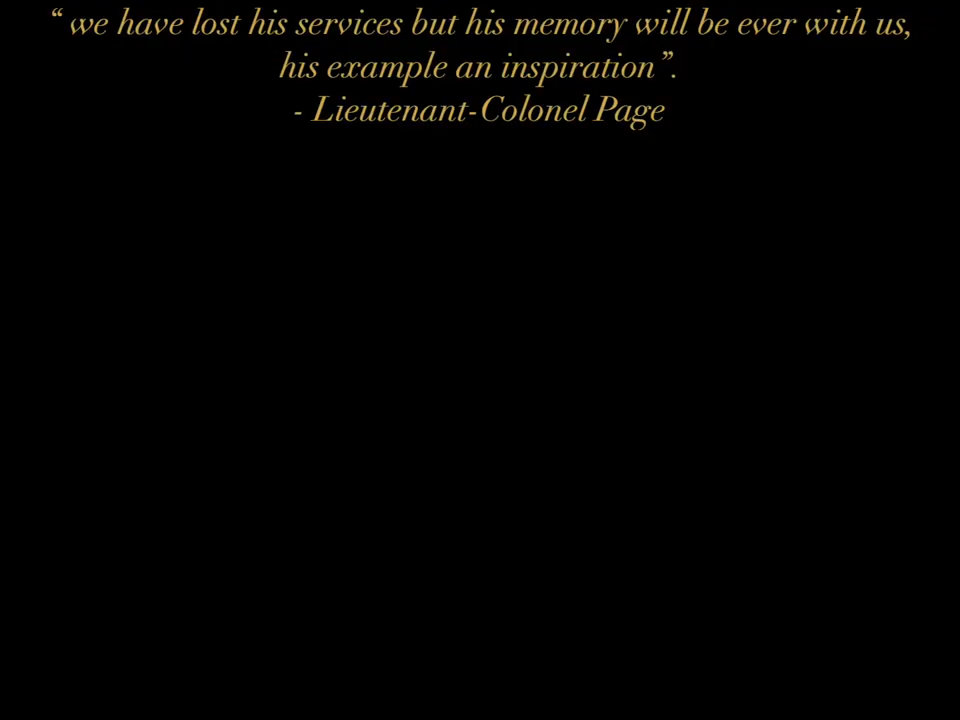 “ we have lost his services but his memory will be ever with us,
his example an inspiration”.
- Lieutenant-Colonel Page